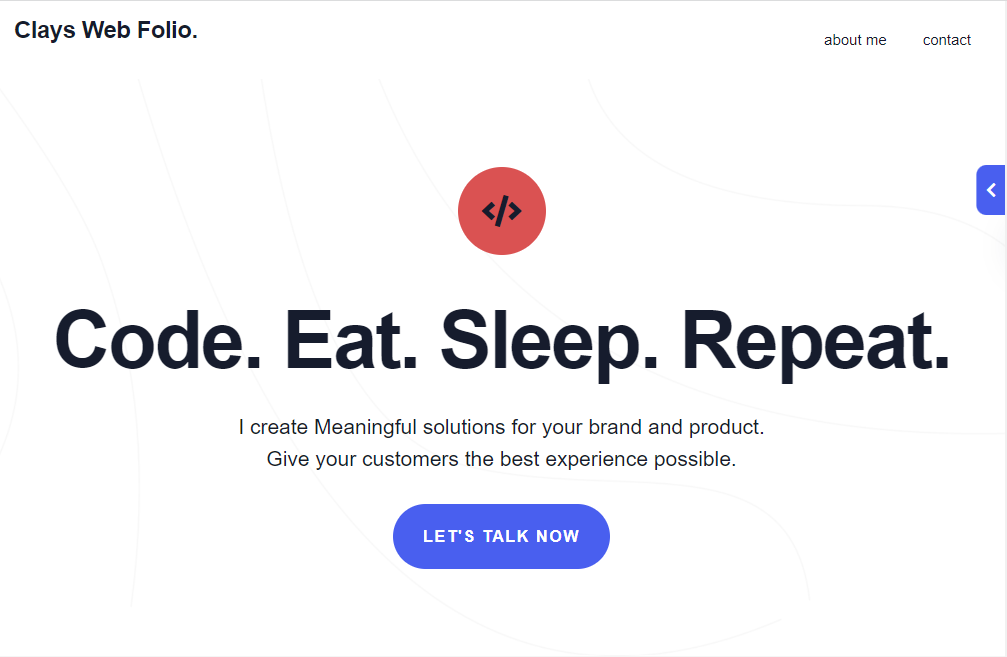 Clays Web Folio.
about me
contact
</>
Code. Eat. Sleep. Repeat.
I create Meaningful solutions for your brand and product.
Give your customers the best experience possible.
LET'S TALK NOW